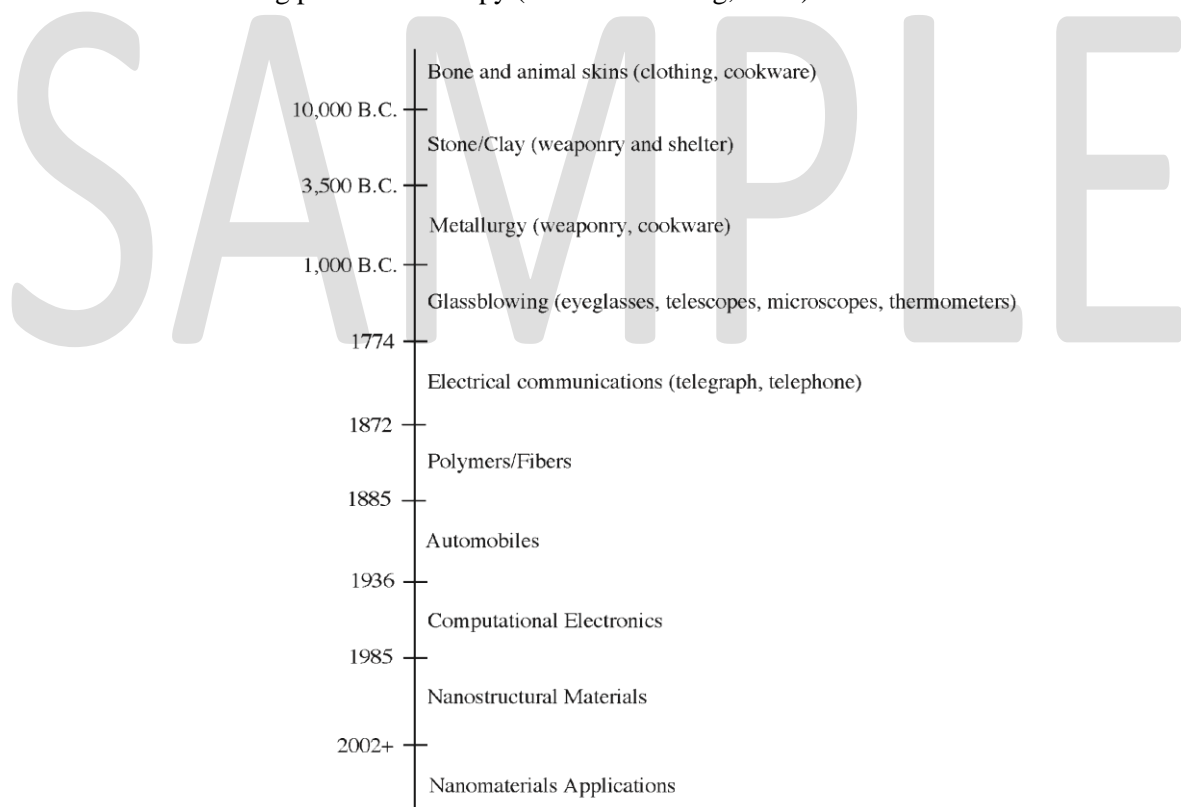 SAMPLE
Bone and animal skins (clothing, cookware)
10,000 B.C.
Stone/Clay (weaponry and shelter)
3,500 B.C.
Metallurgy (weaponry, cookware)
1,000 B.C.
Glassblowing (eyeglasses, telescopes, microscopes, thermometers)
1774
Electrical communications (telegraph, telephone)
1872
Polymers/Fibers
1885
Automobiles
1936
Computational Electronics
1985
Nanostructural Materials
2002+
Nanomaterials Applications